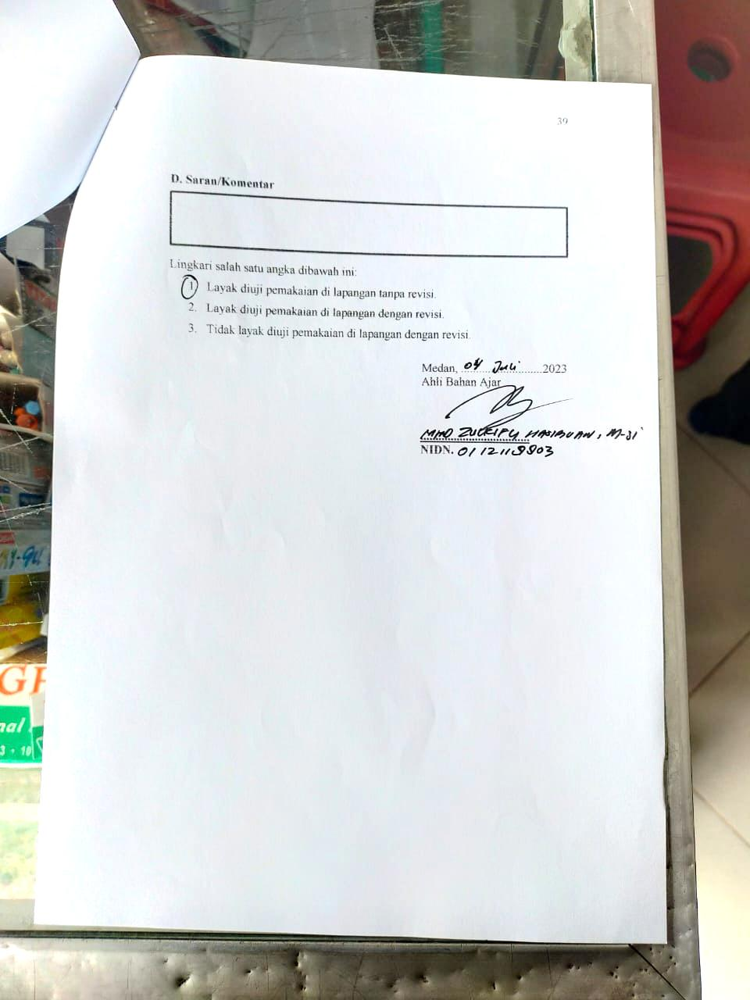 39
D. Saran/Komentar
Lingkari salah satu angka dibawah ini:
1. Layak diuji pemakaian di lapangan tanpa revisi.
2. Layak diuji pemakaian di lapangan dengan revisi.
3. Tidak layak diuji pemakaian di lapangan dengan revisi.
Medan, 04 Juli 2023
Ahli Bahan Ajar
MHD ZULKIFLI HASIBUAN, M.Si
NIDN. 0112118803